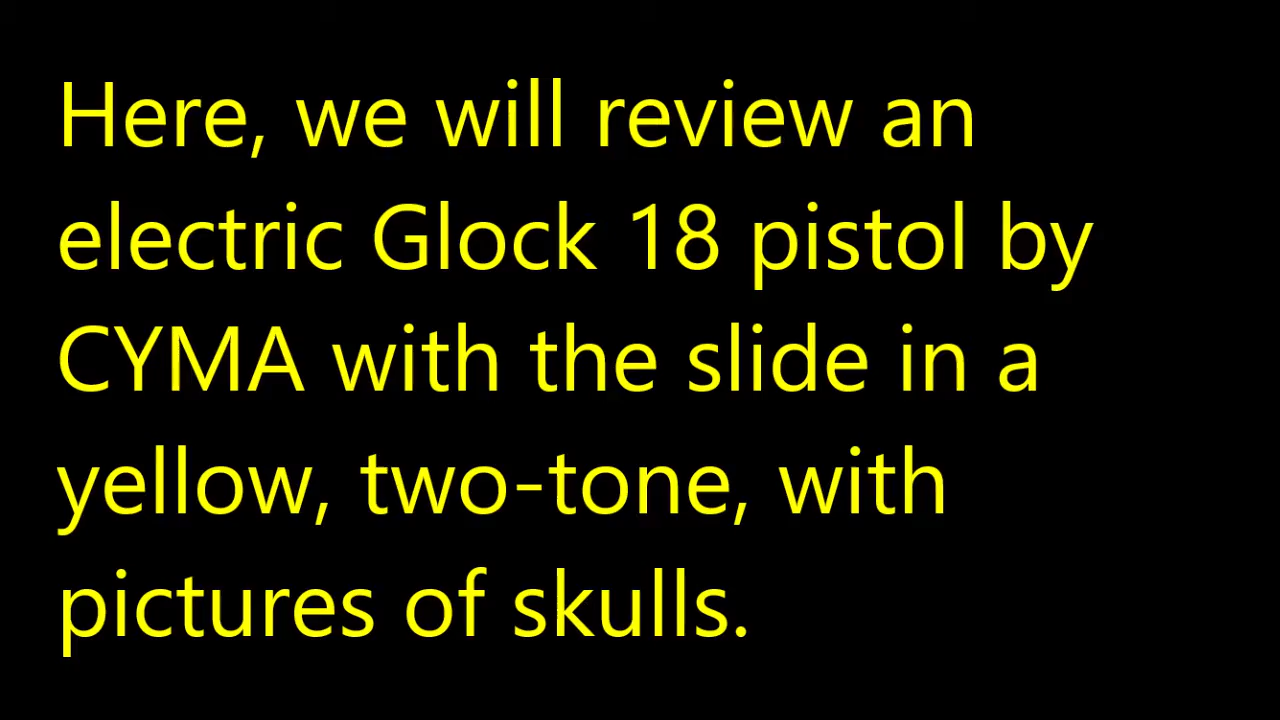 Here, we will review an
electric Glock 18 pistol by
CYMA with the slide in a
yellow, two-tone, with
pictures of skulls.